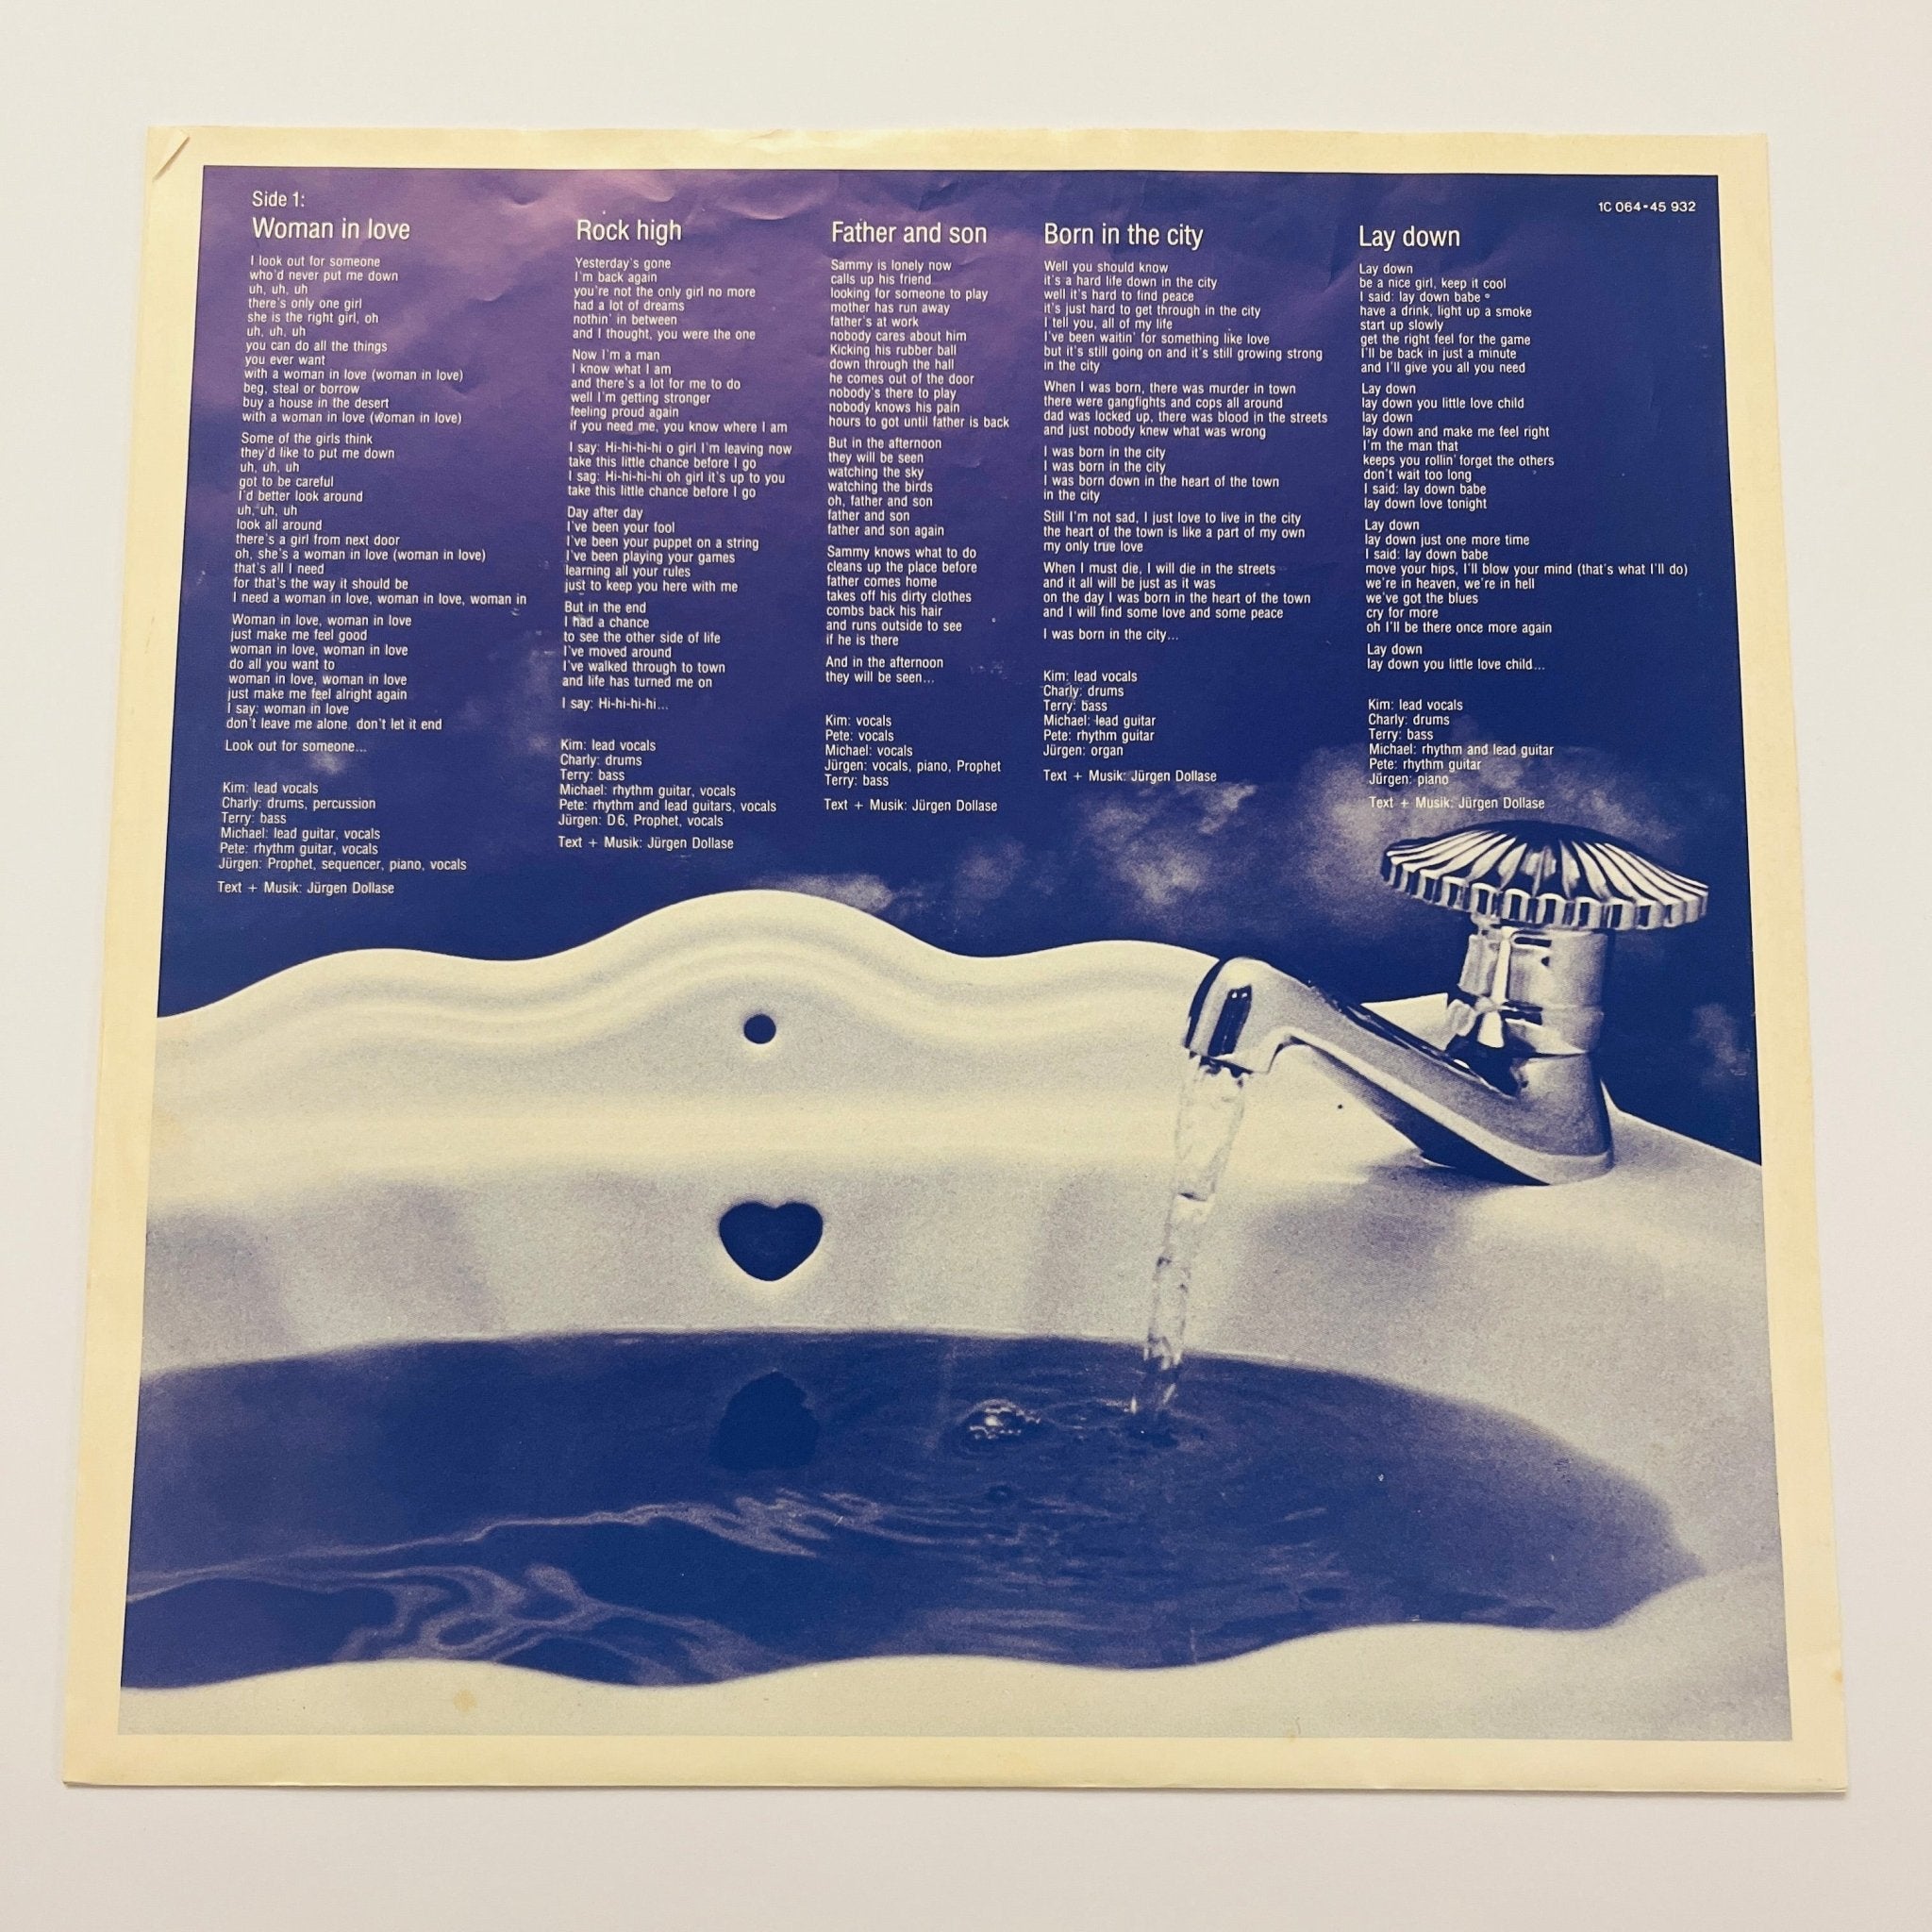 Side 1:
Woman in love
I look out for someone
who'd never put me down
uh, uh, uh
there's only one girl
she is the right girl, oh
uh, uh, uh
you can do all the things
you ever want
with a woman in love (woman in love)
beg, steal or borrow
buy a house in the desert
with a woman in love (woman in love)
Some of the girls think
they'd like to put me down
uh, uh, uh
got to be careful
I'd better look around
uh, uh, uh
look all around
there's a girl from next door
oh, she's a woman in love (woman in love)
that's all I need
for that's the way it should be
I need a woman in love, woman in love, woman in
Woman in love, woman in love
just make me feel good
woman in love, woman in love
do all you want to
woman in love, woman in love
just make me feel alright again
I say: woman in love
don't leave me alone, don't let it end
Look out for someone...
Kim: lead vocals
Charly: drums, percussion
Terry: bass
Michael: lead guitar, vocals
Pete: rhythm guitar, vocals
Jürgen: Prophet, sequencer, piano, vocals
Text + Musik: Jürgen Dollase
Rock high
Yesterday's gone
I'm back again
you're not the only girl no more
had a lot of dreams
nothin' in between
and I thought, you were the one
Now I'm a man
I know what I am
and there's a lot for me to do
well I'm getting stronger
feeling proud again
if you need me, you know where I am
I say: Hi-hi-hi-hi o girl I'm leaving now
take this little chance before I go
I sag: Hi-hi-hi-hi oh girl it's up to you
take this little chance before I go
Day after day
I've been your fool
I've been your puppet on a string
I've been playing your games
learning all your rules
just to keep you here with me
But in the end
I had a chance
to see the other side of life
I've moved around
I've walked through to town
and life has turned me on
I say: Hi-hi-hi-hi...
Kim: lead vocals
Charly: drums
Terry: bass
Michael: rhythm guitar, vocals
Pete: rhythm and lead guitars, vocals
Jürgen: D6, Prophet, vocals
Text + Musik: Jürgen Dollase
Father and son
Sammy is lonely now
calls up his friend
looking for someone to play
mother has run away
father's at work
nobody cares about him
Kicking his rubber ball
down through the hall
he comes out of the door
nobody's there to play
nobody knows his pain
hours to got until father is back
But in the afternoon
they will be seen
watching the sky
watching the birds
oh, father and son
father and son
father and son again
Sammy knows what to do
cleans up the place before
father comes home
takes off his dirty clothes
combs back his hair
and runs outside to see
if he is there
And in the afternoon
they will be seen...
Kim: vocals
Pete: vocals
Michael: vocals
Jürgen: vocals, piano, Prophet
Terry: bass
Text + Musik: Jürgen Dollase
Born in the city
Well you should know
it's a hard life down in the city
well it's hard to find peace
it's just hard to get through in the city
I tell you, all of my life
I've been waitin' for something like love
but it's still going on and it's still growing strong
in the city
When I was born, there was murder in town
there were gangfights and cops all around
dad was locked up, there was blood in the streets
and just nobody knew what was wrong
I was born in the city
I was born in the city
I was born down in the heart of the town
in the city
Still I'm not sad, I just love to live in the city
the heart of the town is like a part of my own
my only true love
When I must die, I will die in the streets
and it all will be just as it was
on the day I was born in the heart of the town
and I will find some love and some peace
I was born in the city...
Kim: lead vocals
Charly: drums
Terry: bass
Michael: lead guitar
Pete: rhythm guitar
Jürgen: organ
Text + Musik: Jürgen Dollase
1C 064-45 932
Lay down
Lay down
be a nice girl, keep it cool
I said: lay down babe
have a drink, light up a smoke
start up slowly
get the right feel for the game
I'll be back in just a minute
and I'll give you all you need
Lay down
lay down you little love child
lay down
lay down and make me feel right
I'm the man that
keeps you rollin' forget the others
don't wait too long
I said: lay down babe
lay down love tonight
Lay down
lay down just one more time
I said: lay down babe
move your hips, I'll blow your mind (that's what I'll do)
we're in heaven, we're in hell
we've got the blues
cry for more
oh I'll be there once more again
Lay down
lay down you little love child...
Kim: lead vocals
Charly: drums
Terry: bass
Michael: rhythm and lead guitar
Pete: rhythm guitar
Jürgen: piano
Text + Musik: Jürgen Dollase